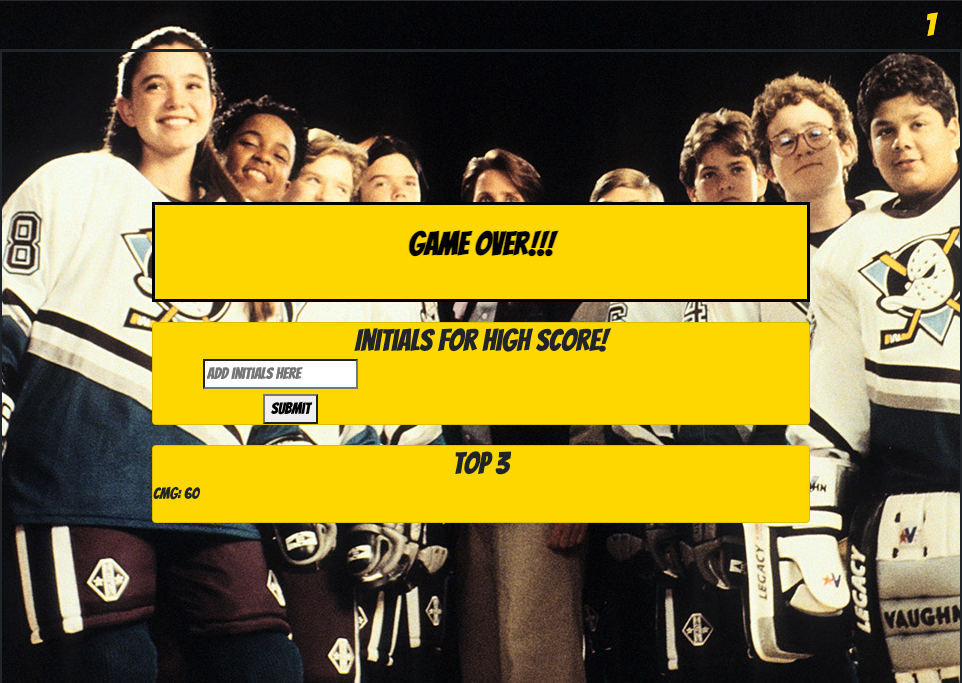 1
GAME OVER!!!
INITIALS FOR HIGH SCORE!
ADD INITIALS HERE
SUBMIT
TOP 3
CMG: 60
8
LEGACY
LEGACY
VAUGHN